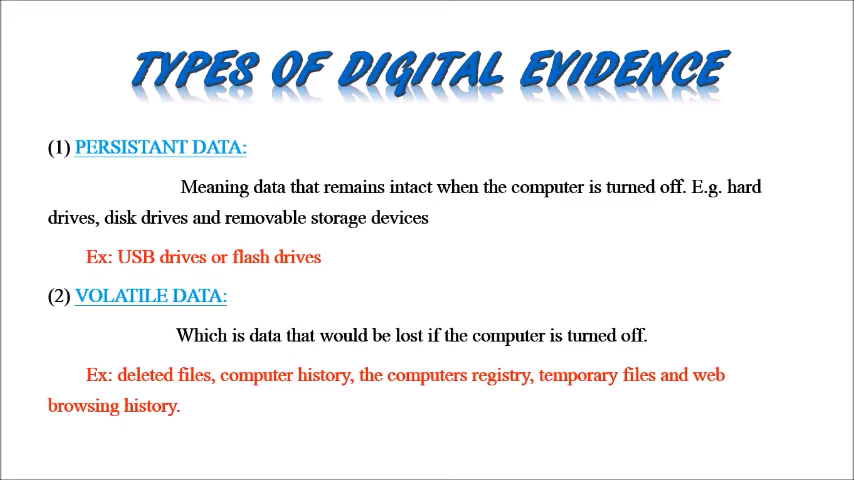 TYPES OF DIGITAL EVIDENCE
(1) PERSISTANT DATA:
Meaning data that remains intact when the computer is turned off. E.g. hard
drives, disk drives and removable storage devices
Ex: USB drives or flash drives
(2) VOLATILE DATA:
Which is data that would be lost if the computer is turned off.
Ex: deleted files, computer history, the computers registry, temporary files and web
browsing history.